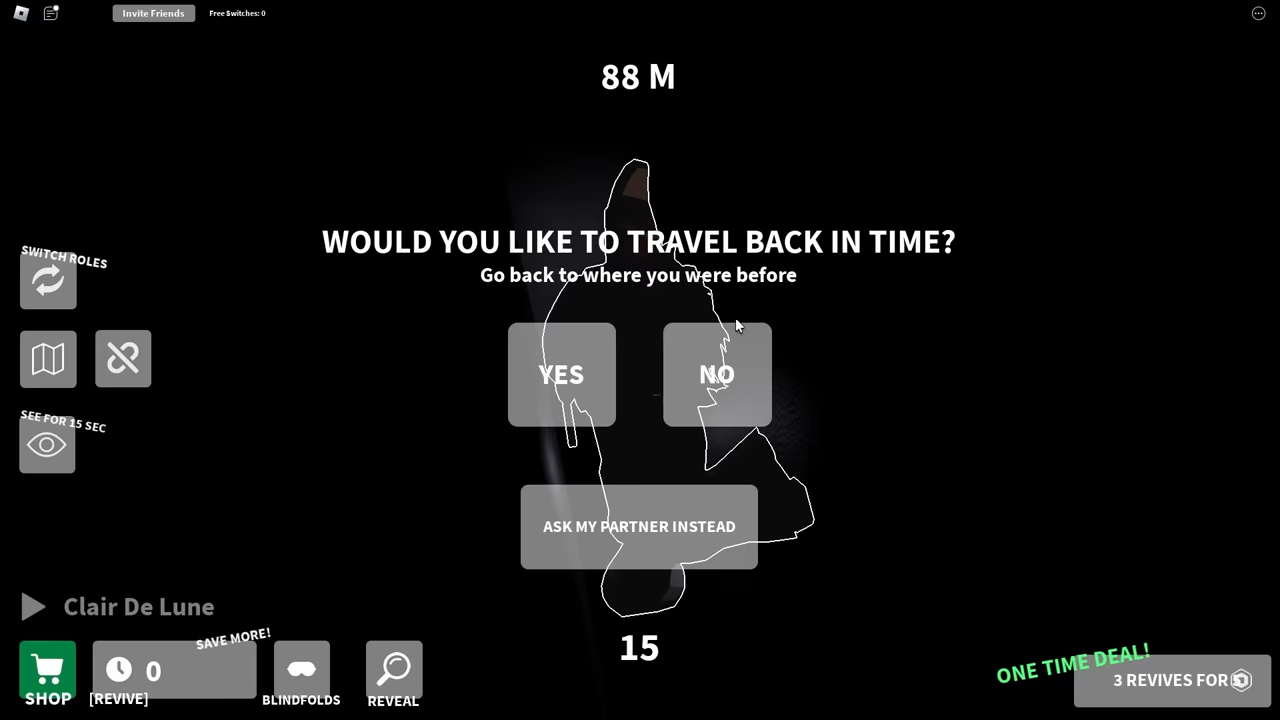 Invite Friends
Free Switches: 0
88 M
WOULD YOU LIKE TO TRAVEL BACK IN TIME?
Go back to where you were before
SWITCH ROLES
YES
NO
SEE FOR 15 SEC
ASK MY PARTNER INSTEAD
Clair De Lune
15
SAVE MORE!
0
SHOP
[REVIVE]
BLINDFOLDS
REVEAL
ONE TIME DEAL!
3 REVIVES FOR